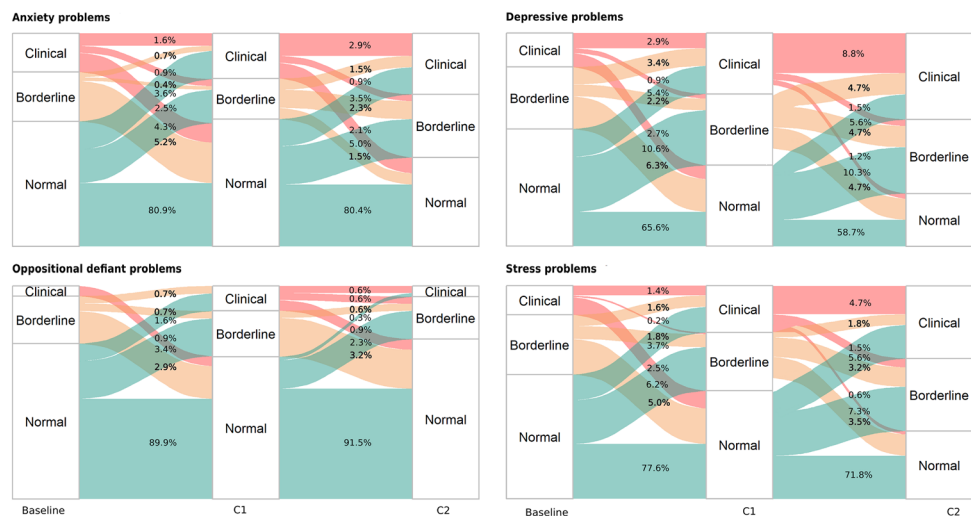 Anxiety problems
Clinical
Borderline
Normal
1.6%
0.7%
0.9%
0.4%
3.6%
2.5%
4.3%
5.2%
80.9%
Clinical
Borderline
Normal
2.9%
1.5%
0.9%
3.5%
2.3%
2.1%
5.0%
1.5%
80.4%
Clinical
Borderline
Normal
Depressive problems
Clinical
Borderline
Normal
2.9%
3.4%
0.9%
5.4%
2.2%
2.7%
10.6%
6.3%
65.6%
Clinical
Borderline
Normal
8.8%
4.7%
1.5%
5.6%
4.7%
1.2%
10.3%
4.7%
58.7%
Clinical
Borderline
Normal
Oppositional defiant problems
Clinical
Borderline
Normal
0.7%
0.7%
1.6%
0.9%
3.4%
2.9%
89.9%
Clinical
Borderline
Normal
0.6%
0.6%
0.6%
0.3%
0.9%
2.3%
3.2%
91.5%
Clinical
Borderline
Normal
Baseline
C1
C2
Stress problems
Clinical
Borderline
Normal
1.4%
1.6%
0.2%
1.8%
3.7%
2.5%
6.2%
5.0%
77.6%
Clinical
Borderline
Normal
4.7%
1.8%
1.5%
5.6%
3.2%
0.6%
7.3%
3.5%
71.8%
Clinical
Borderline
Normal
Baseline
C1
C2